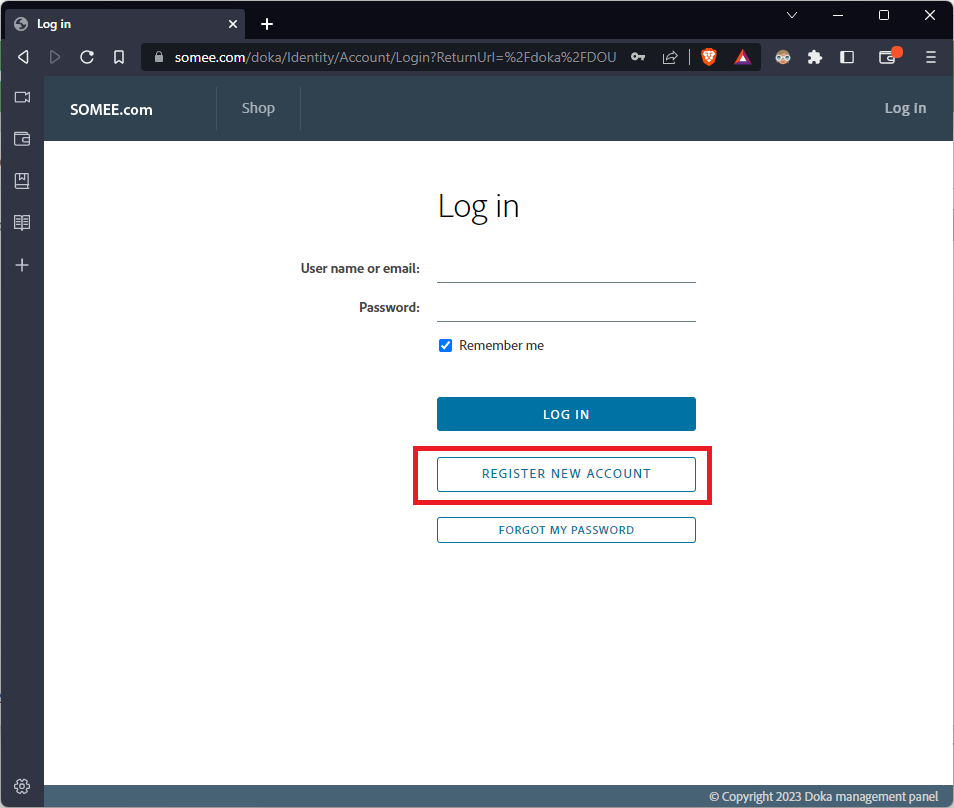 Log in
somee.com/doka/Identity/Account/Login?ReturnUrl=%2Fdoka%2FDOU
SOMEE.com
Shop
Log in
Log in
User name or email:
Password:
Remember me
LOG IN
REGISTER NEW ACCOUNT
FORGOT MY PASSWORD
© Copyright 2023 Doka management panel